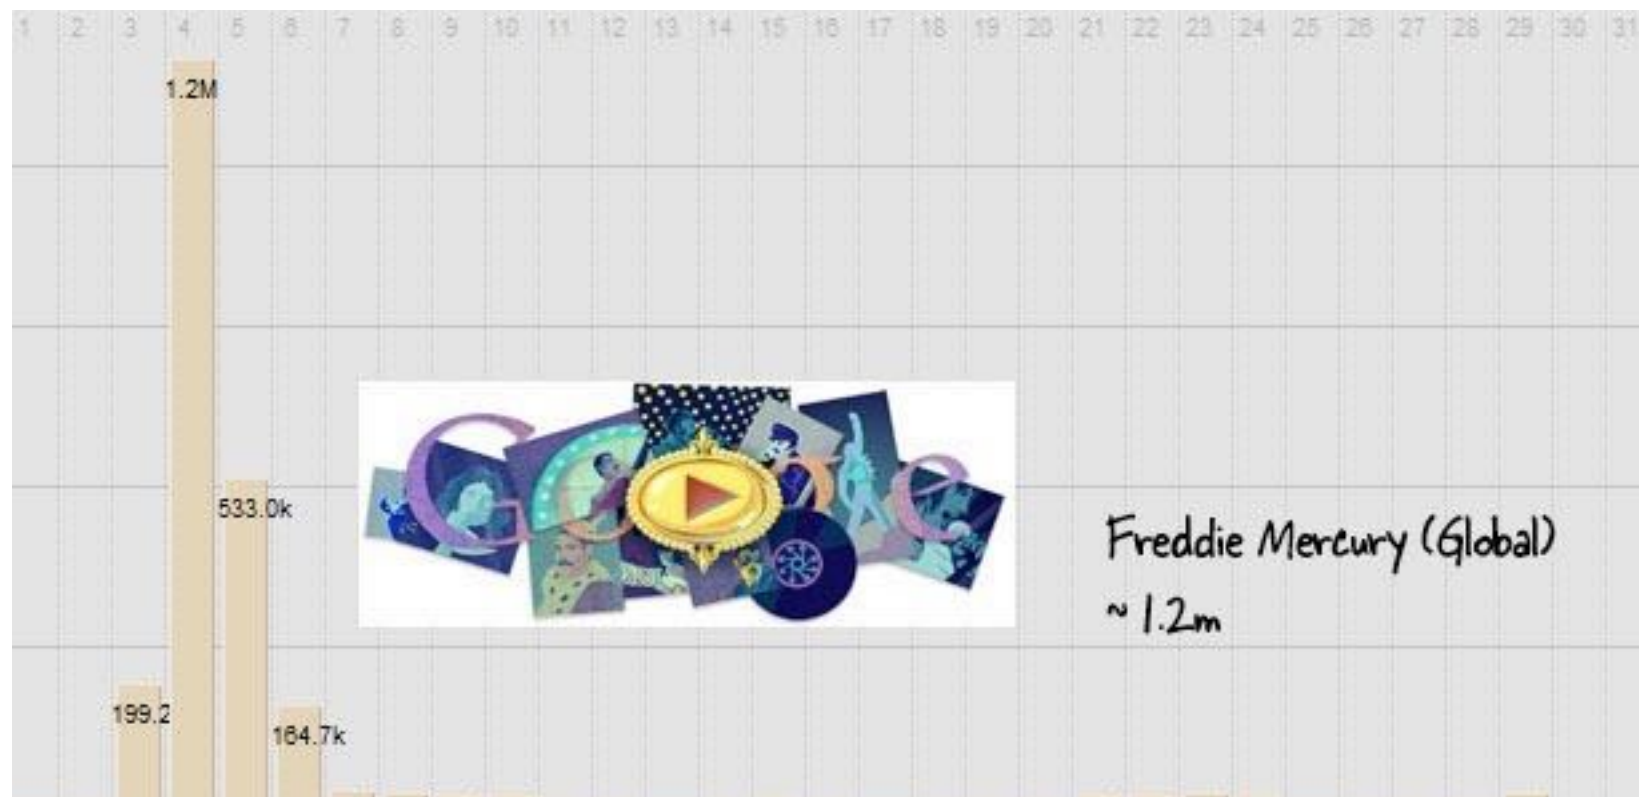 1 2 3 4 5 6 7 8 9 10 11 12 13 14 15 16 17 18 19 20 21 22 23 24 25 26 27 28 29 30 31
1.2M
533.0k
199.2
164.7k
Google
Freddie Mercury (Global)
~ 1.2m